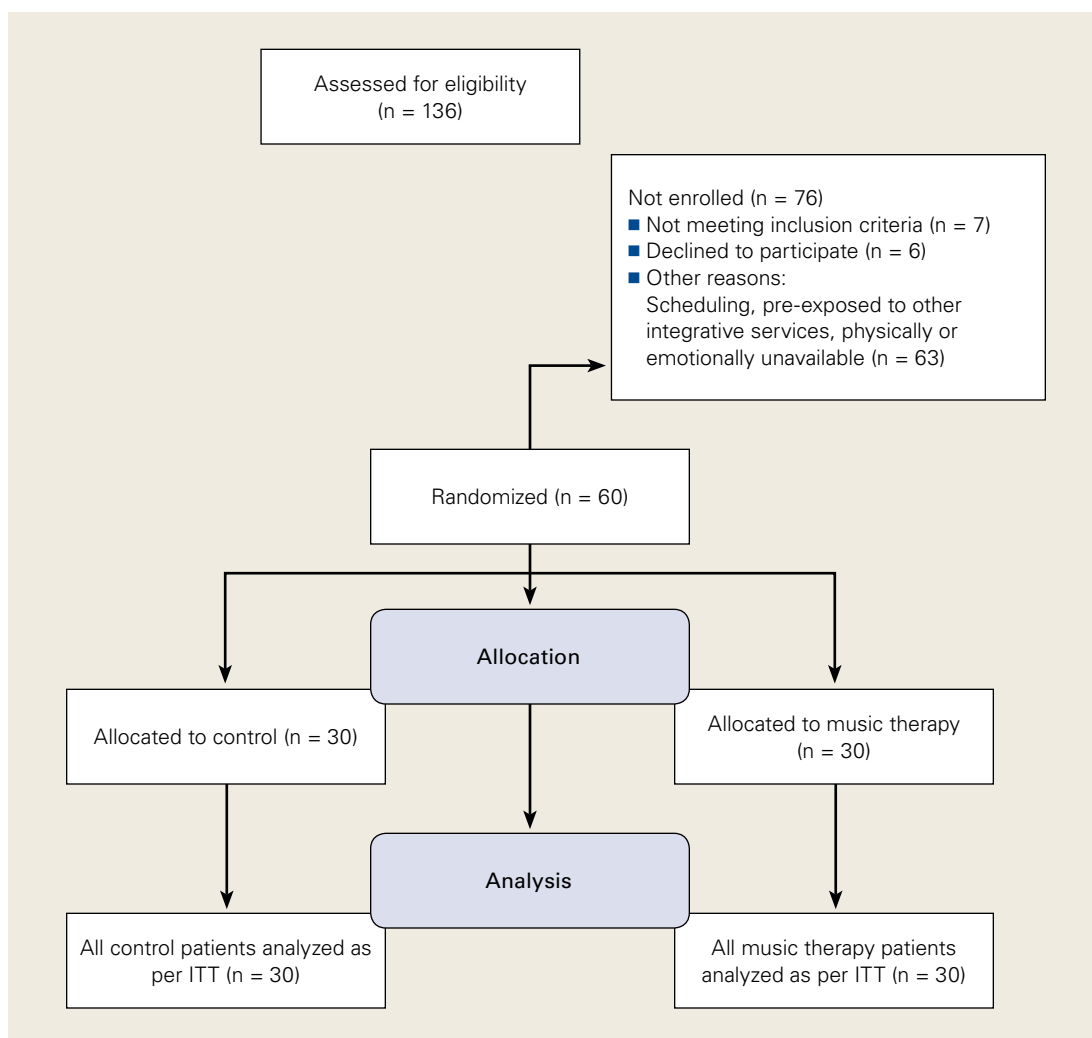 Assessed for eligibility
(n = 136)
Not enrolled (n = 76)
■ Not meeting inclusion criteria (n = 7)
■ Declined to participate (n = 6)
■ Other reasons:
Scheduling, pre-exposed to other
integrative services, physically or
emotionally unavailable (n = 63)
Randomized (n = 60)
Allocation
Allocated to control (n = 30)
Allocated to music therapy
(n = 30)
Analysis
All control patients analyzed as
per ITT (n = 30)
All music therapy patients
analyzed as per ITT (n = 30)